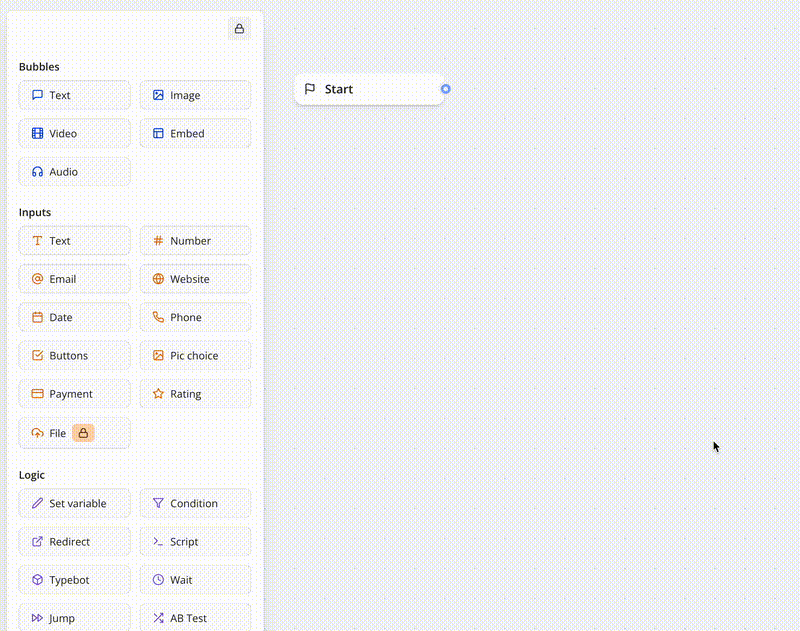 Bubbles
Text
Image
Video
Embed
Audio
Inputs
Text
Number
Email
Website
Date
Phone
Buttons
Pic choice
Payment
Rating
File
Logic
Set variable
Condition
Redirect
Script
Typebot
Wait
Jump
AB Test
Start